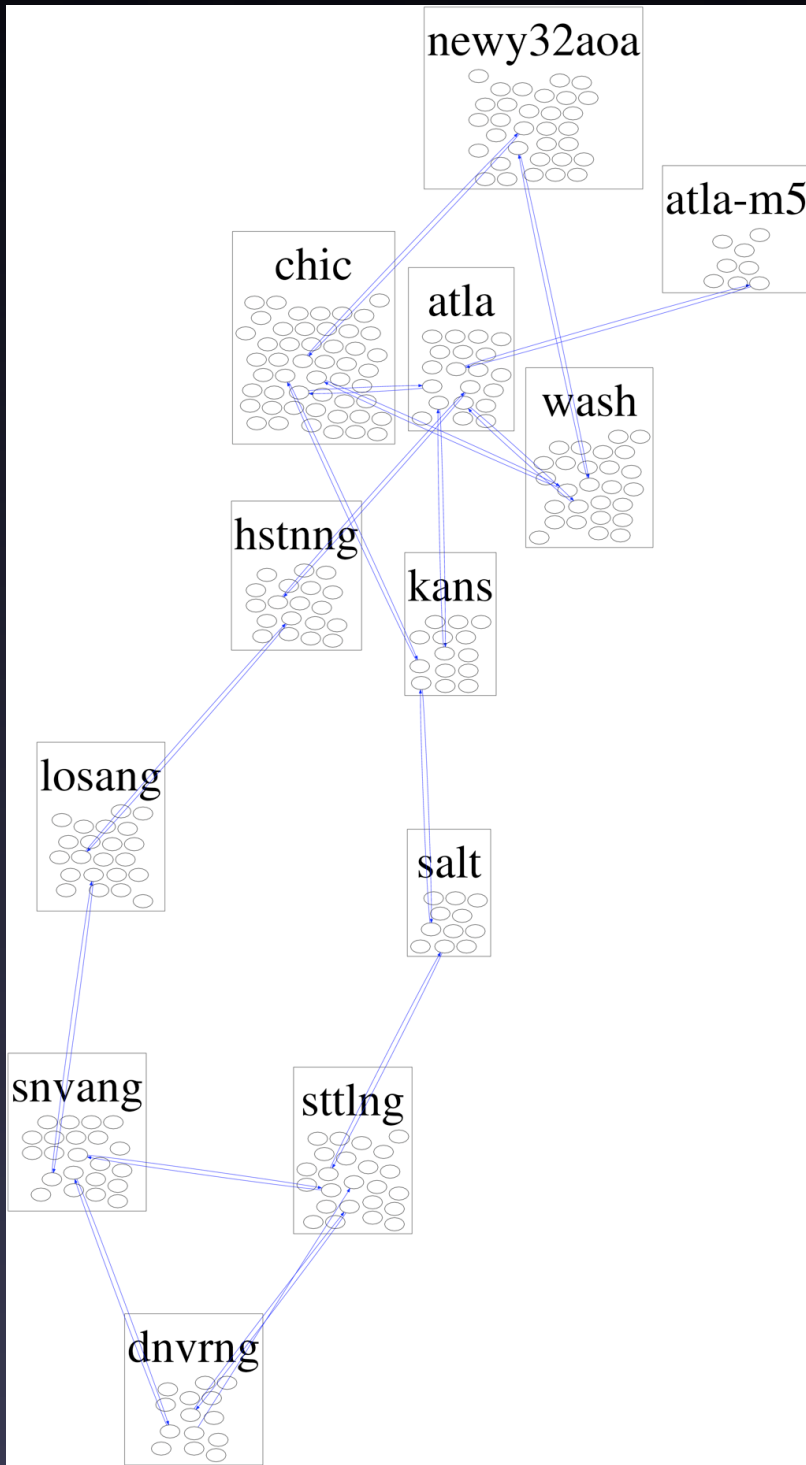 newy32aoa
atla-m5
chic
atla
wash
hstnng
kans
losang
salt
snvang
sttlng
dnvrng